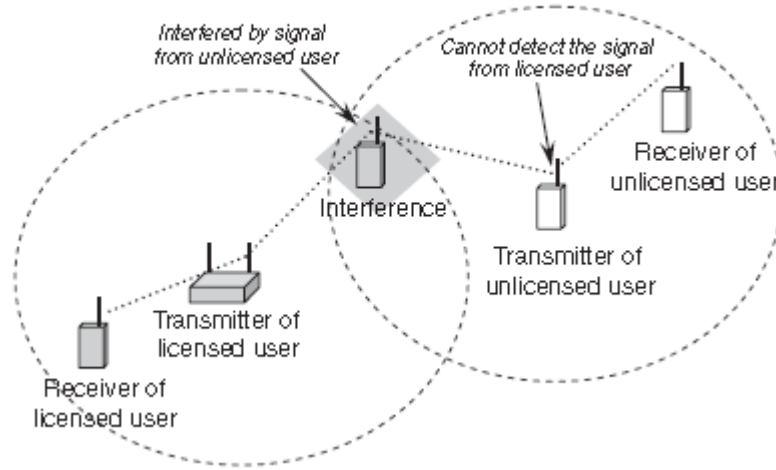 Interfered by signal
from unlicensed user
Cannot detect the signal
from licensed user
Receiver of
unlicensed user
Interference
Transmitter of
unlicensed user
Transmitter of
licensed user
Receiver of
licensed user